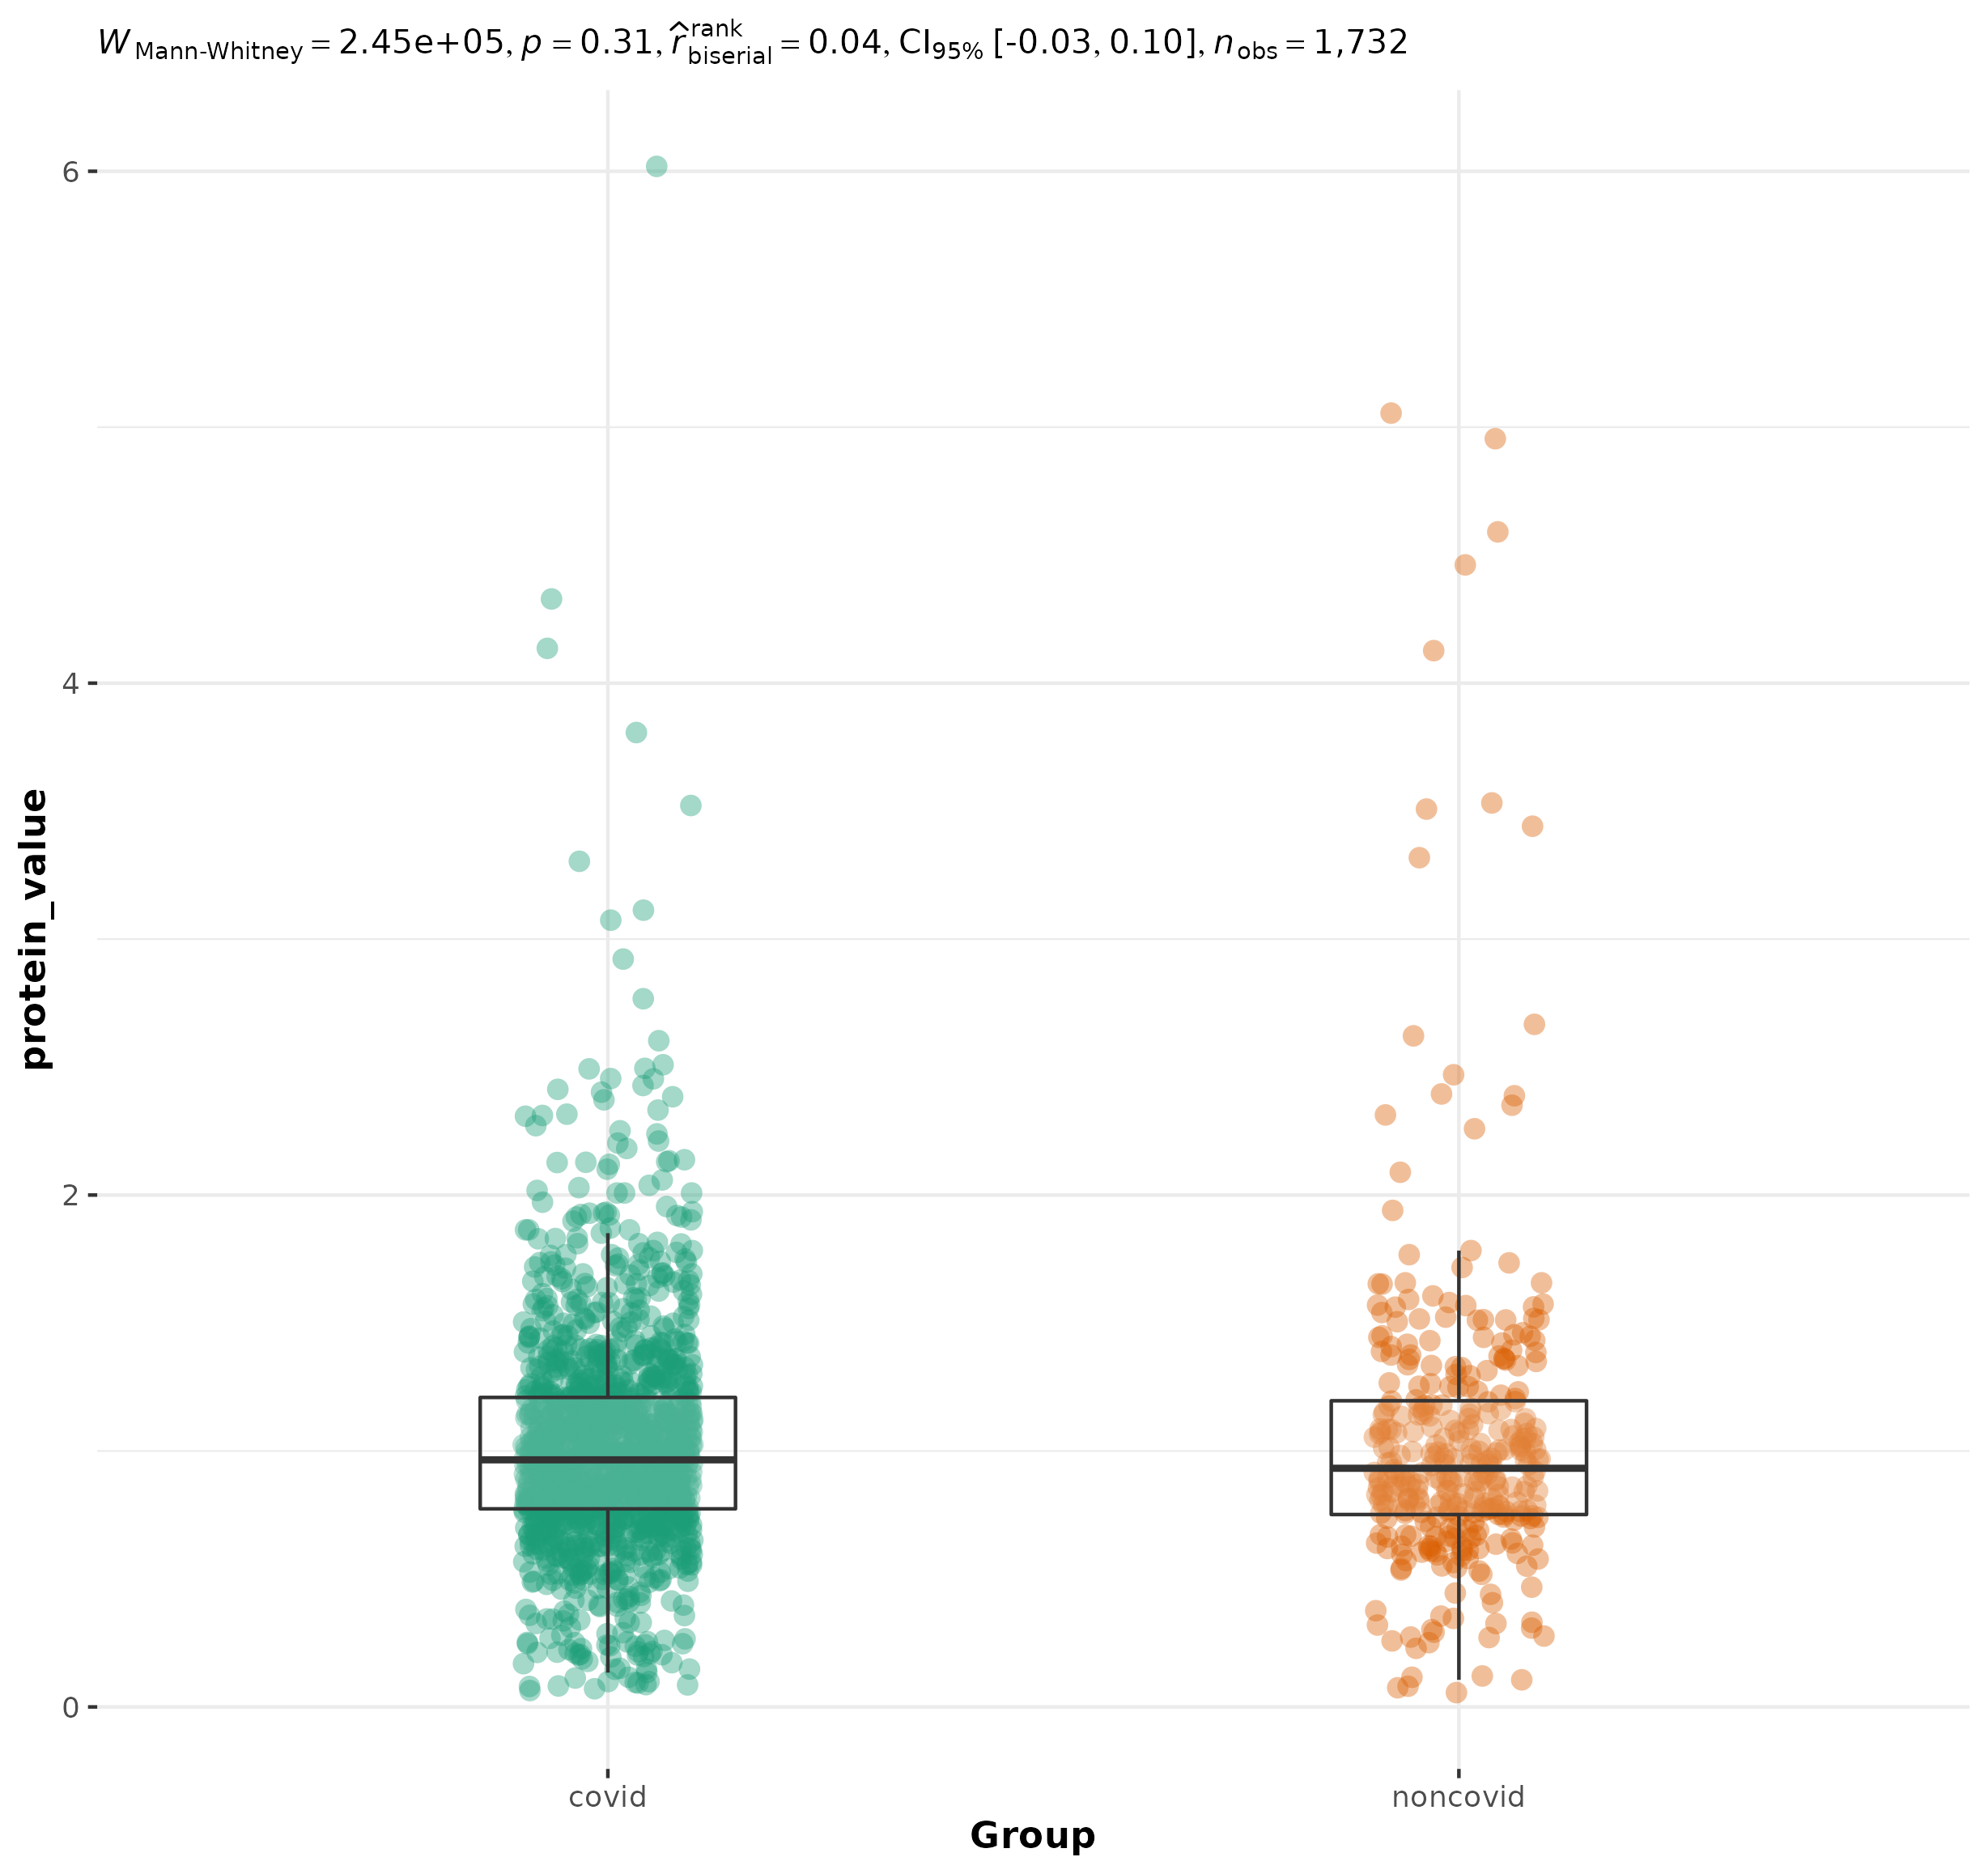 W Mann-Whitney = 2.45e+05, p = 0.31, r̂ rank biserial = 0.04, CI95% [-0.03, 0.10], nobs = 1,732
6
4
2
0
protein_value
covid
noncovid
Group